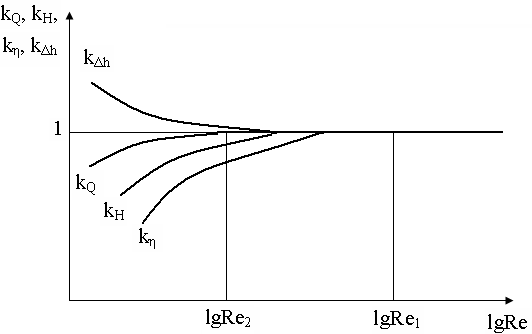 k_Q, k_H,
k_η, k_Δh
k_Δh
1
k_Q
k_H
k_η
lgRe₂ lgRe₁ lgRe